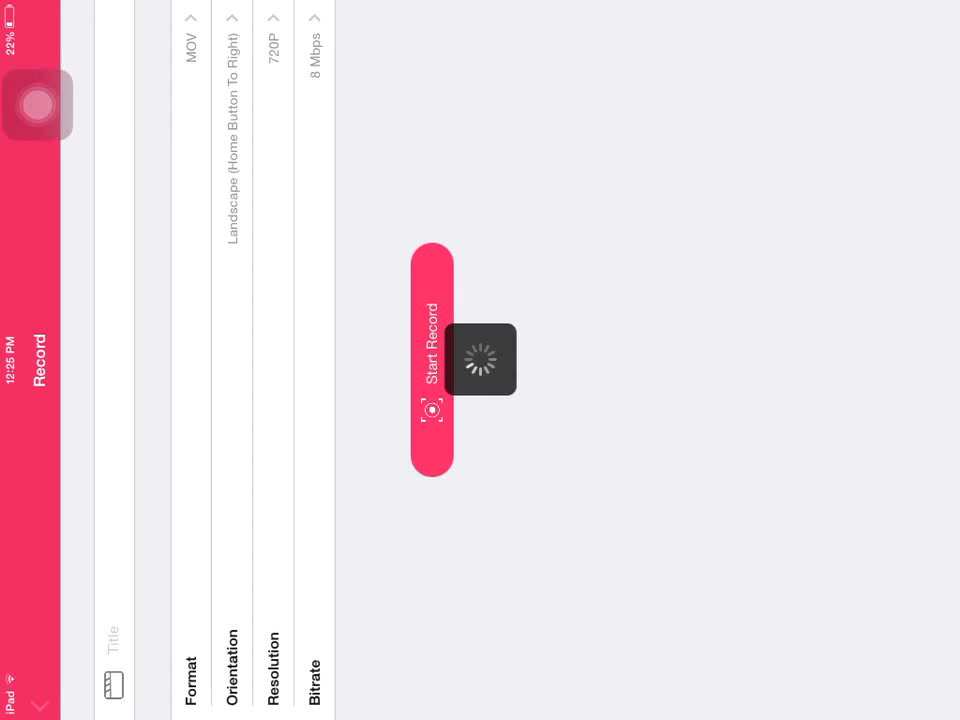 iPad 12:25 PM 22%
Record
Title
Format MOV
Orientation Landscape (Home Button To Right)
Resolution 720P
Bitrate 8 Mbps
Start Record